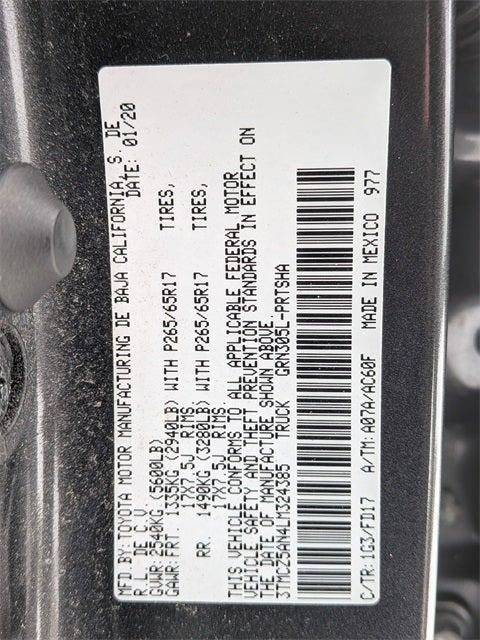 MFD.BY:TOYOTA MOTOR MANUFACTURING DE BAJA CALIFORNIA S. DE
R.L. DE C.V. DATE: 01/20
GVWR: 2540KG (5600LB)
GAWR: FRT. 1335KG (2940LB) WITH P265/65R17 TIRES,
17X7.5J RIMS.
RR. 1490KG (3280LB) WITH P265/65R17 TIRES,
17X7.5J RIMS.
THIS VEHICLE CONFORMS TO ALL APPLICABLE FEDERAL MOTOR
VEHICLE SAFETY AND THEFT PREVENTION STANDARDS IN EFFECT ON
THE DATE OF MANUFACTURE SHOWN ABOVE.
3TMCZ5AN4LM324385 TRUCK GRN305L-PRTSHA
C/TR:1G3/FD17 A/TM:A07A/AC60F MADE IN MEXICO 977